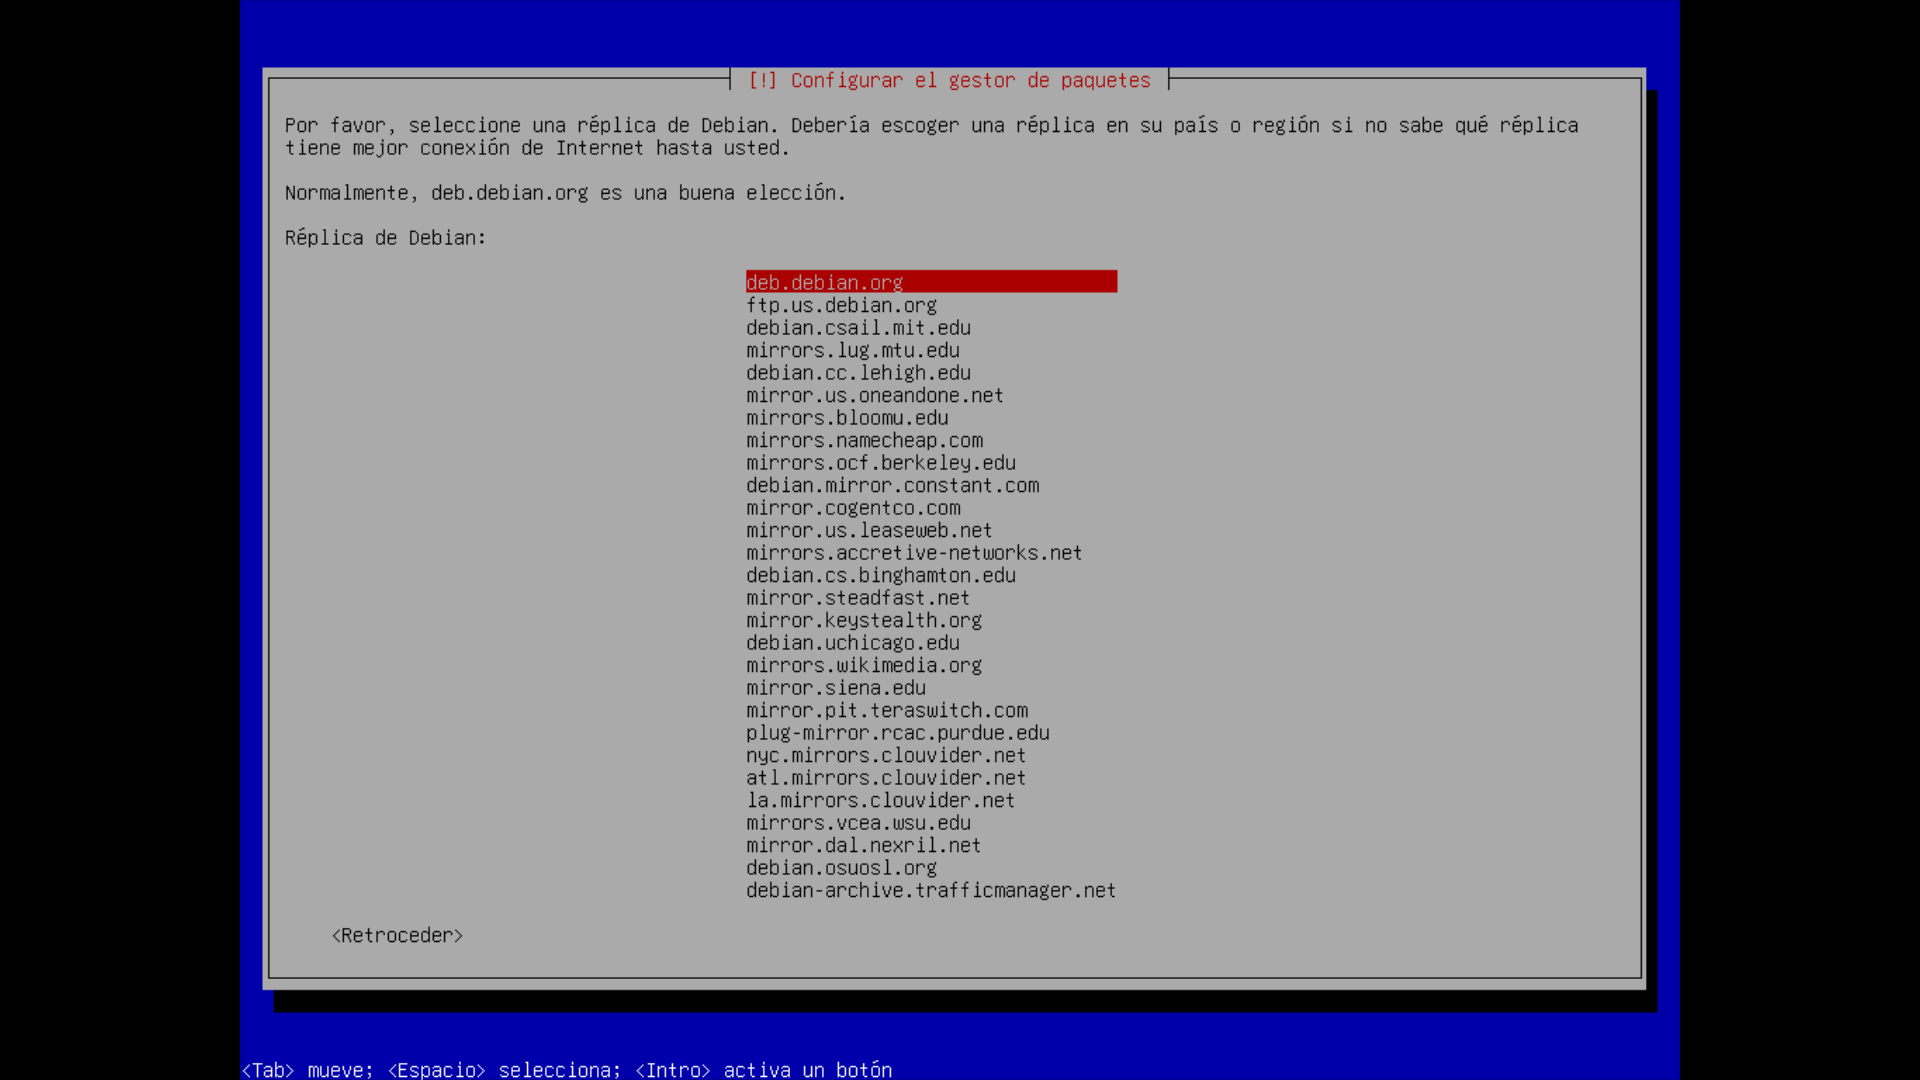 [!] Configurar el gestor de paquetes
Por favor, seleccione una réplica de Debian. Debería escoger una réplica en su país o región si no sabe qué réplica
tiene mejor conexión de Internet hasta usted.
Normalmente, deb.debian.org es una buena elección.
Réplica de Debian:
deb.debian.org
ftp.us.debian.org
debian.csail.mit.edu
mirrors.lug.mtu.edu
debian.cc.lehigh.edu
mirror.us.oneandone.net
mirrors.bloomu.edu
mirrors.namecheap.com
mirrors.ocf.berkeley.edu
debian.mirror.constant.com
mirror.cogentco.com
mirror.us.leaseweb.net
mirrors.accretive-networks.net
debian.cs.binghamton.edu
mirror.steadfast.net
mirror.keystealth.org
debian.uchicago.edu
mirrors.wikimedia.org
mirror.siena.edu
mirror.pit.teraswitch.com
plug-mirror.rcac.purdue.edu
nyc.mirrors.clouvider.net
atl.mirrors.clouvider.net
la.mirrors.clouvider.net
mirrors.vcea.wsu.edu
mirror.dal.nexril.net
debian.osuosl.org
debian-archive.trafficmanager.net
<Retroceder>
<Tab> mueve; <Espacio> selecciona; <Intro> activa un botón